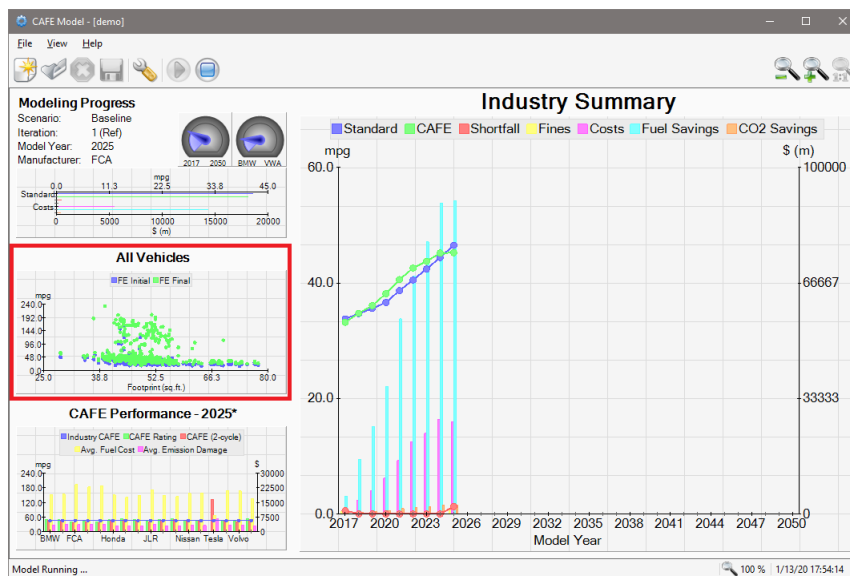 CAFE Model - [demo]
File View Help
Modeling Progress
Scenario: Baseline
Iteration: 1 (Ref)
Model Year: 2025
Manufacturer: FCA
2017 2050 BMW VWA
mpg
0.0 11.3 22.5 33.8 45.0
Standard
Costs
0 5000 10000 15000 20000
$ (m)
All Vehicles
FE Initial FE Final
mpg
240.0
192.0
144.0
96.0
48.0
0.0
25.0 38.8 52.5 66.3 80.0
Footprint (sq.ft.)
CAFE Performance - 2025*
Industry CAFE CAFE Rating CAFE (2-cycle)
Avg. Fuel Cost Avg. Emission Damage
mpg $
240.0 30000
180.0 22500
120.0 15000
60.0 7500
0.0 0
BMW FCA Honda JLR Nissan Tesla Volvo
Industry Summary
Standard CAFE Shortfall Fines Costs Fuel Savings CO2 Savings
mpg $ (m)
60.0 100000
40.0 66667
20.0 33333
0.0 0
2017 2020 2023 2026 2029 2032 2035 2038 2041 2044 2047 2050
Model Year
Model Running ... 100 % 1/13/20 17:54:14